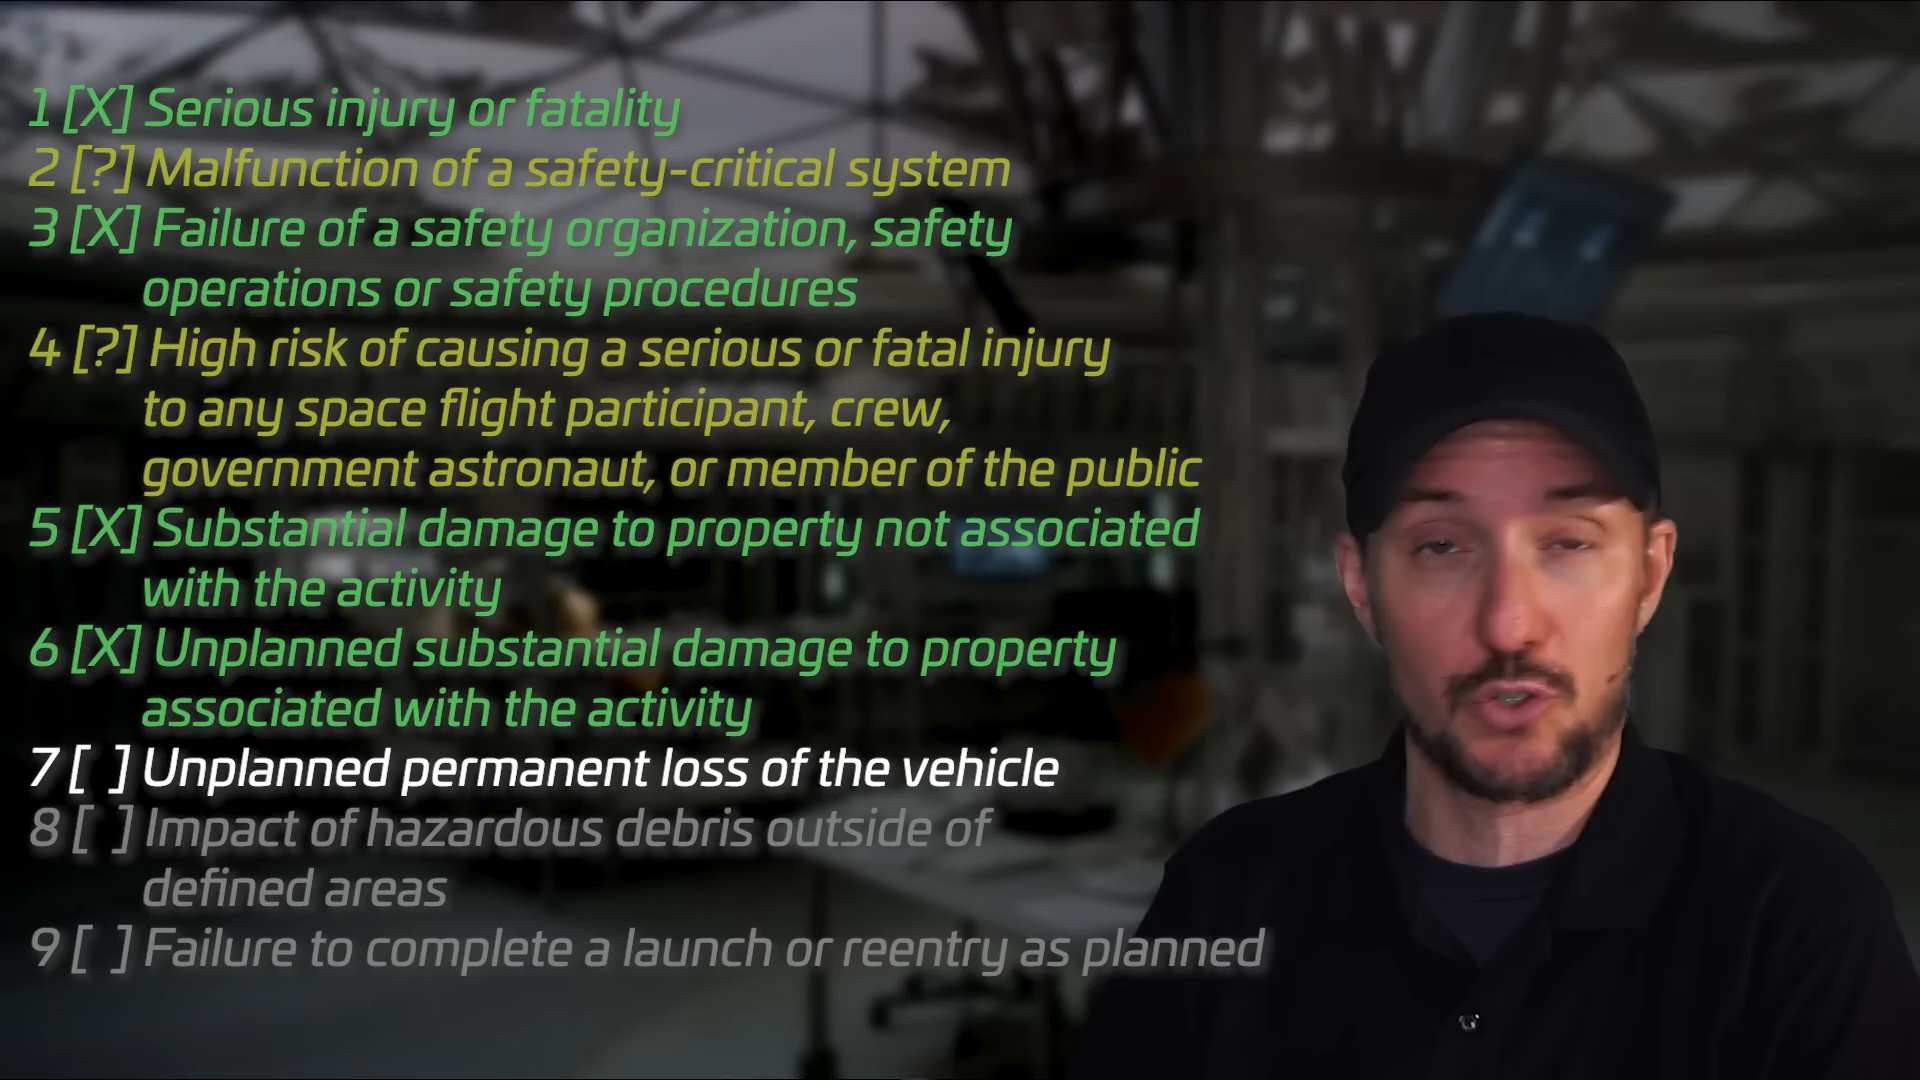 1 [X] Serious injury or fatality
2 [?] Malfunction of a safety-critical system
3 [X] Failure of a safety organization, safety
operations or safety procedures
4 [?] High risk of causing a serious or fatal injury
to any space flight participant, crew,
government astronaut, or member of the public
5 [X] Substantial damage to property not associated
with the activity
6 [X] Unplanned substantial damage to property
associated with the activity
7 [ ] Unplanned permanent loss of the vehicle
8 [ ] Impact of hazardous debris outside of
defined areas
9 [ ] Failure to complete a launch or reentry as planned